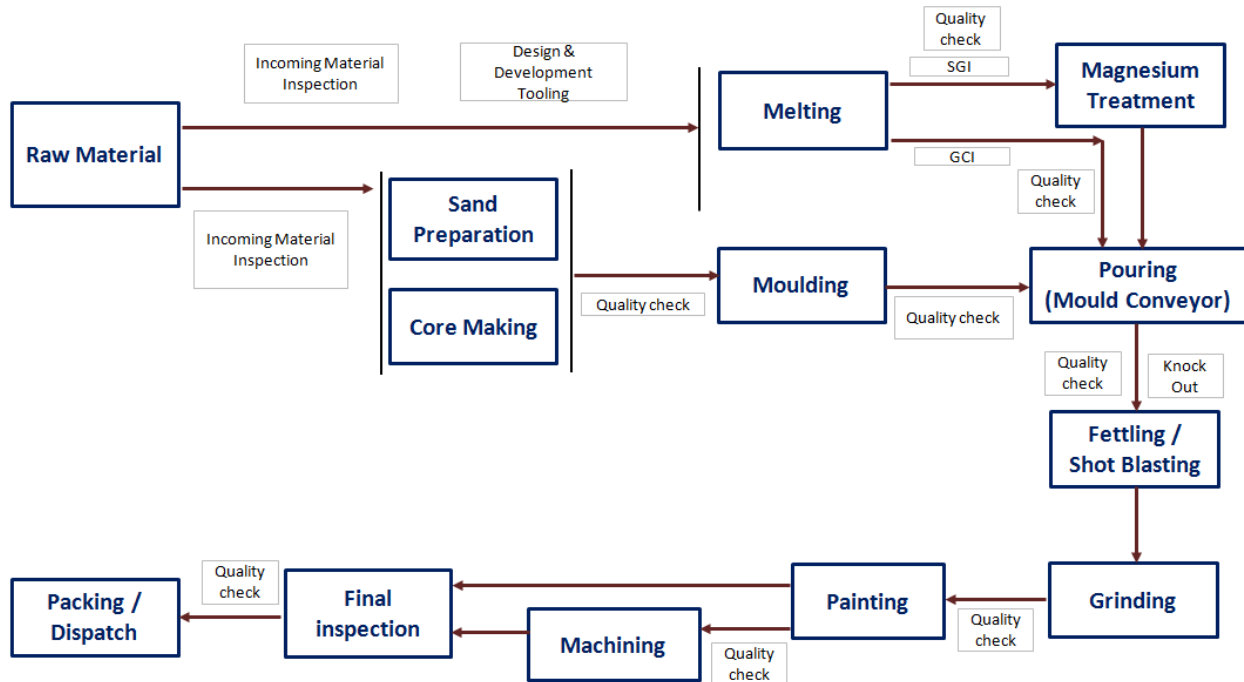 Quality
check
Design &
Development
Tooling
Incoming Material
Inspection
SGI
Magnesium
Treatment
Melting
Raw Material
GCI
Quality
check
Sand
Preparation
Incoming Material
Inspection
Pouring
(Mould Conveyor)
Moulding
Quality check
Quality check
Core Making
Quality
check
Knock
Out
Fettling /
Shot Blasting
Quality
check
Packing /
Dispatch
Final
inspection
Painting
Grinding
Quality
check
Machining
Quality
check